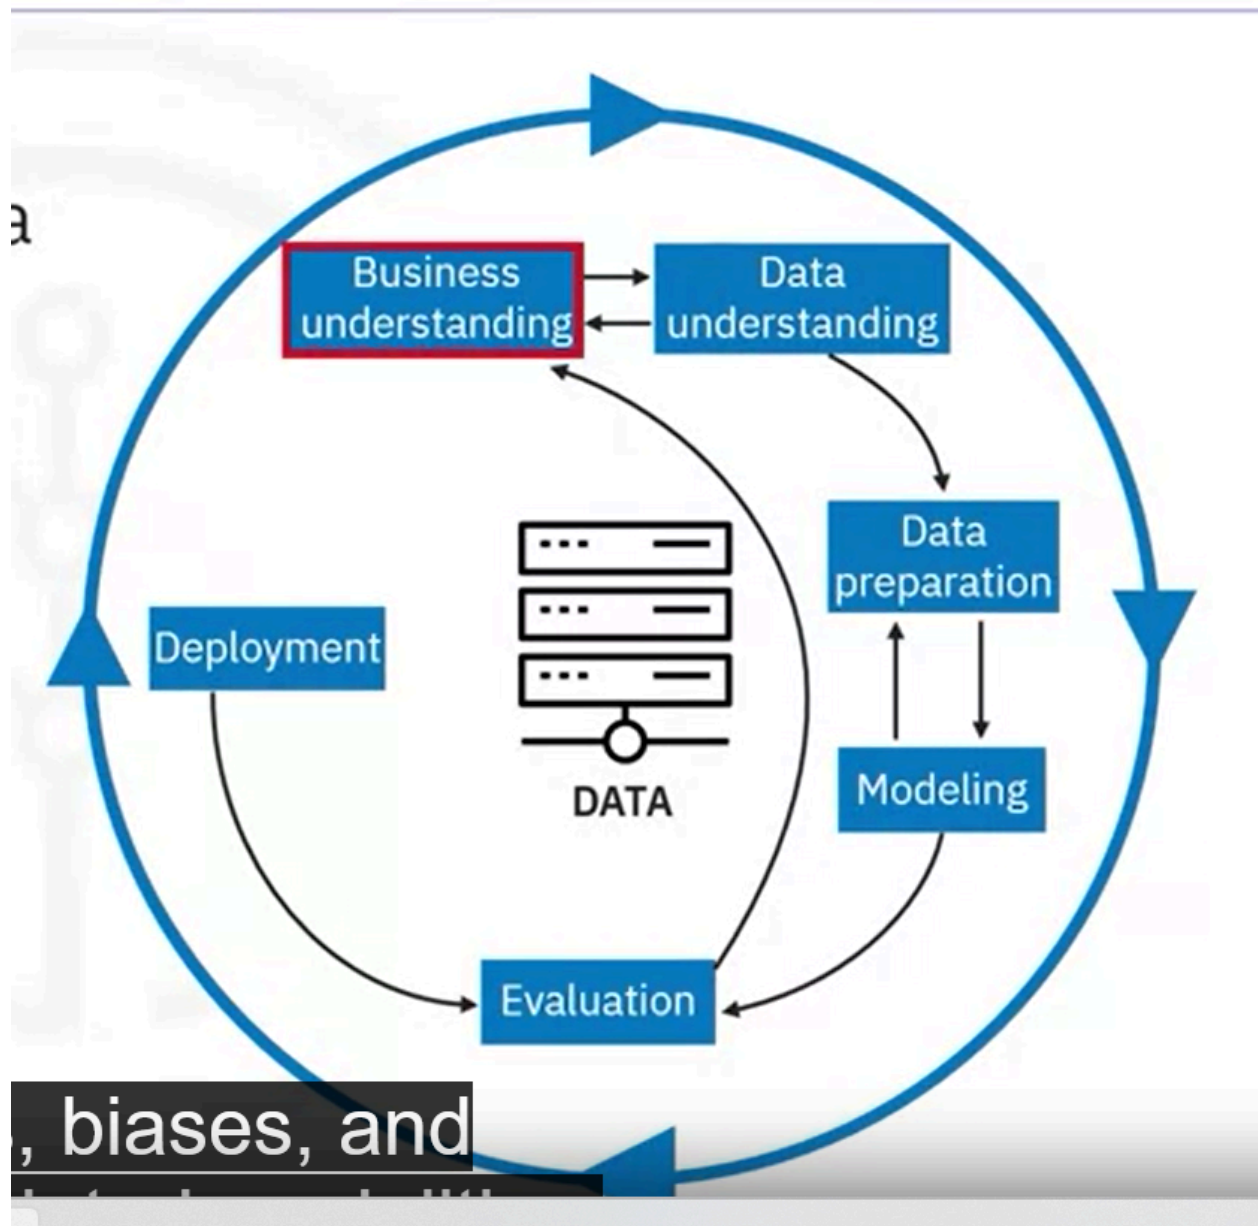 a
Business
understanding
Data
understanding
Data
preparation
Deployment
DATA
Modeling
Evaluation
, biases, and